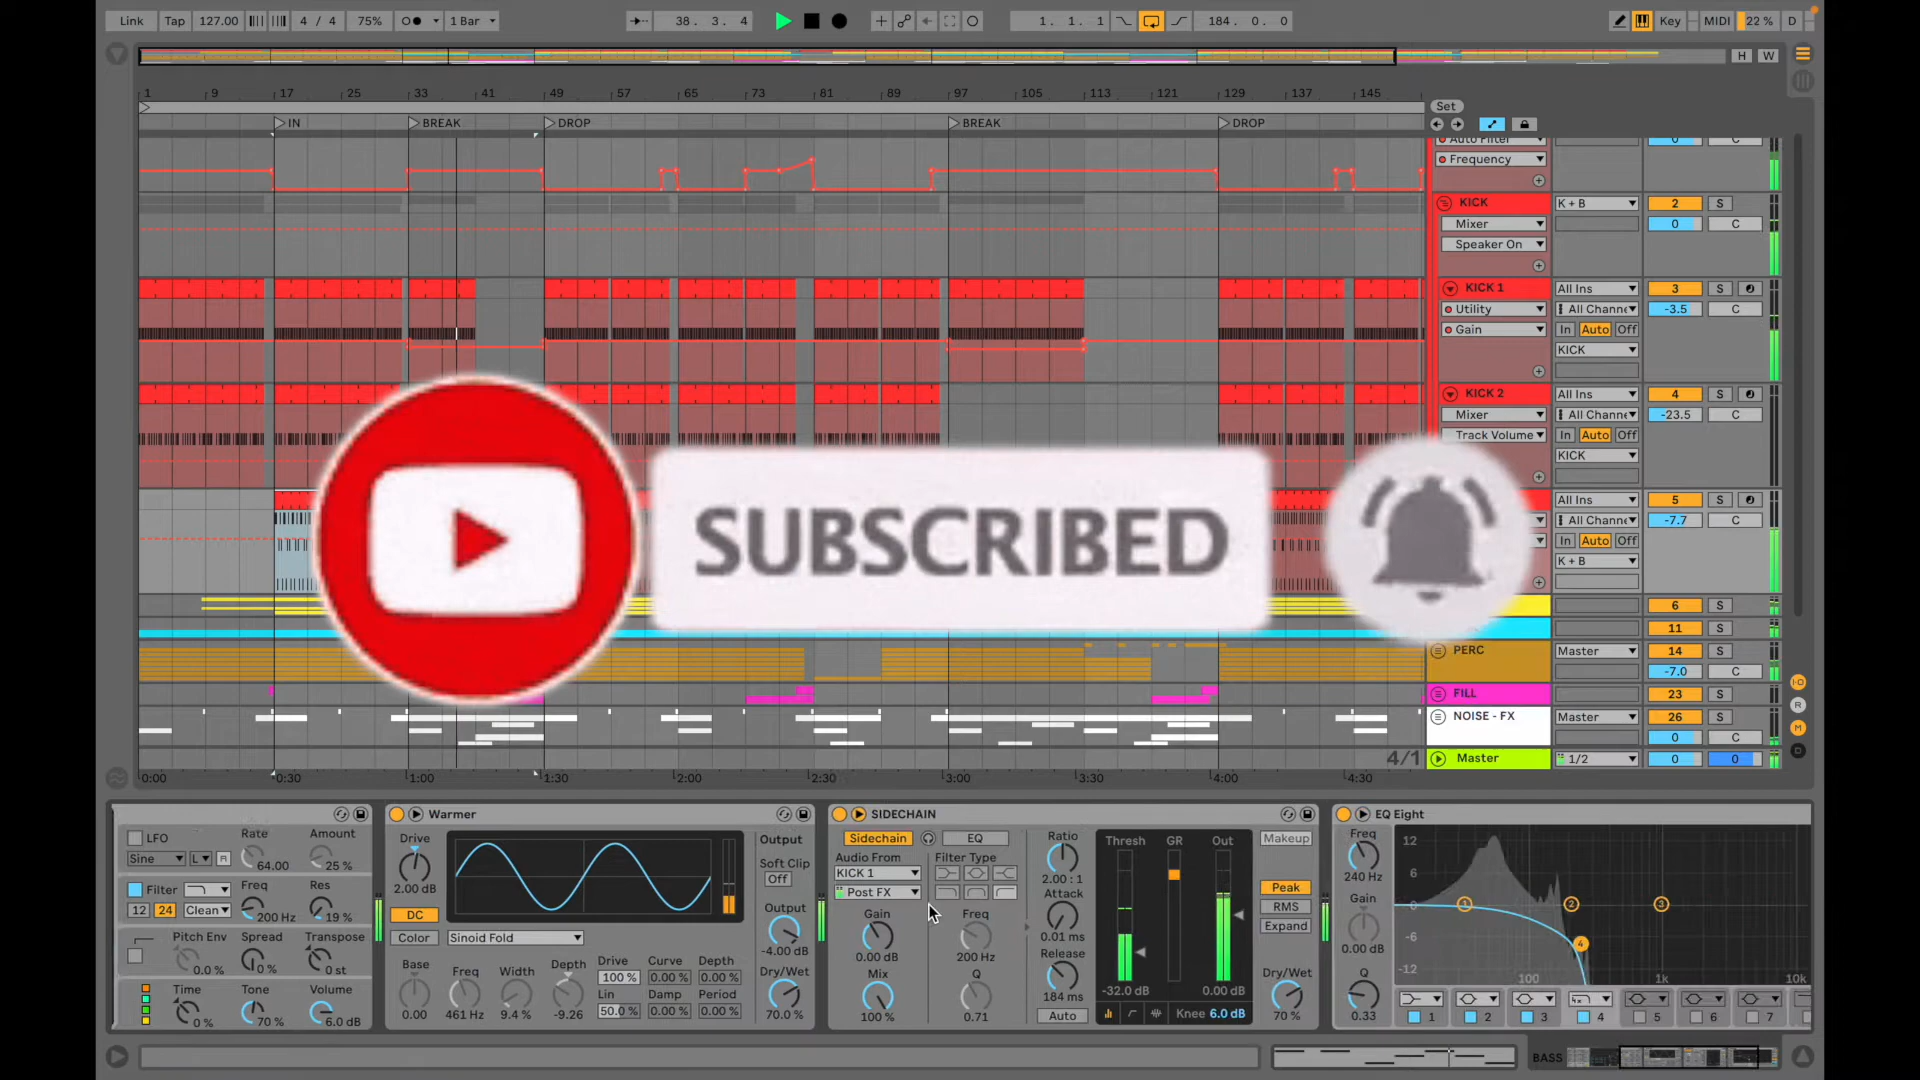 Link Tap 127.00 4 / 4 75% 1 Bar 38. 3. 4 1. 1. 1 184. 0. 0 Key MIDI 22 % D
H W
1 9 17 25 33 41 49 57 65 73 81 89 97 105 113 121 129 137 145 Set
IN BREAK DROP BREAK DROP
Auto Filter 0 C
Frequency
KICK K + B 2 S
Mixer 0 C
Speaker On
KICK 1 All Ins 3 S
Utility All Channe -3.5 C
Gain In Auto Off
KICK
KICK 2 All Ins 4 S
Mixer All Channe -23.5 C
Track Volume In Auto Off
KICK
All Ins 5 S
All Channe -7.7 C
In Auto Off
K + B
SUBSCRIBED
6 S
11 S
PERC Master 14 S
-7.0 C
FILL 23 S
NOISE - FX Master 26 S
0 C
4/1 Master 1/2 0 0
0:00 0:30 1:00 1:30 2:00 2:30 3:00 3:30 4:00 4:30
LFO Rate Amount
Sine L R 64.00 25 %
Filter Freq Res
12 24 Clean 200 Hz 19 %
Pitch Env Spread Transpose
0.0 % 0 % 0 st
Time Tone Volume
0 % 70 % 6.0 dB
Warmer
Drive Output
2.00 dB Soft Clip
Off
DC Output
Color Sinoid Fold -4.00 dB
Base Freq Width Depth Drive Curve Depth Dry/Wet
100 % 0.00 % 0.00 %
Lin Damp Period
0.00 461 Hz 9.4 % -9.26 50.0 % 0.00 % 0.00 % 70.0 %
SIDECHAIN
Sidechain EQ Ratio Thresh GR Out Makeup
Audio From Filter Type
KICK 1 2.00 : 1
Post FX Attack Peak
Gain Freq RMS
0.01 ms Expand
0.00 dB 200 Hz Release
Mix Q 184 ms Dry/Wet
-32.0 dB 0.00 dB
100 % 0.71 Auto Knee 6.0 dB 70 %
EQ Eight
Freq 12
240 Hz 6
Gain 0 1 2 3
0.00 dB -6 4
Q -12 100 1k 10k
0.33 1 2 3 4 5 6 7
BASS